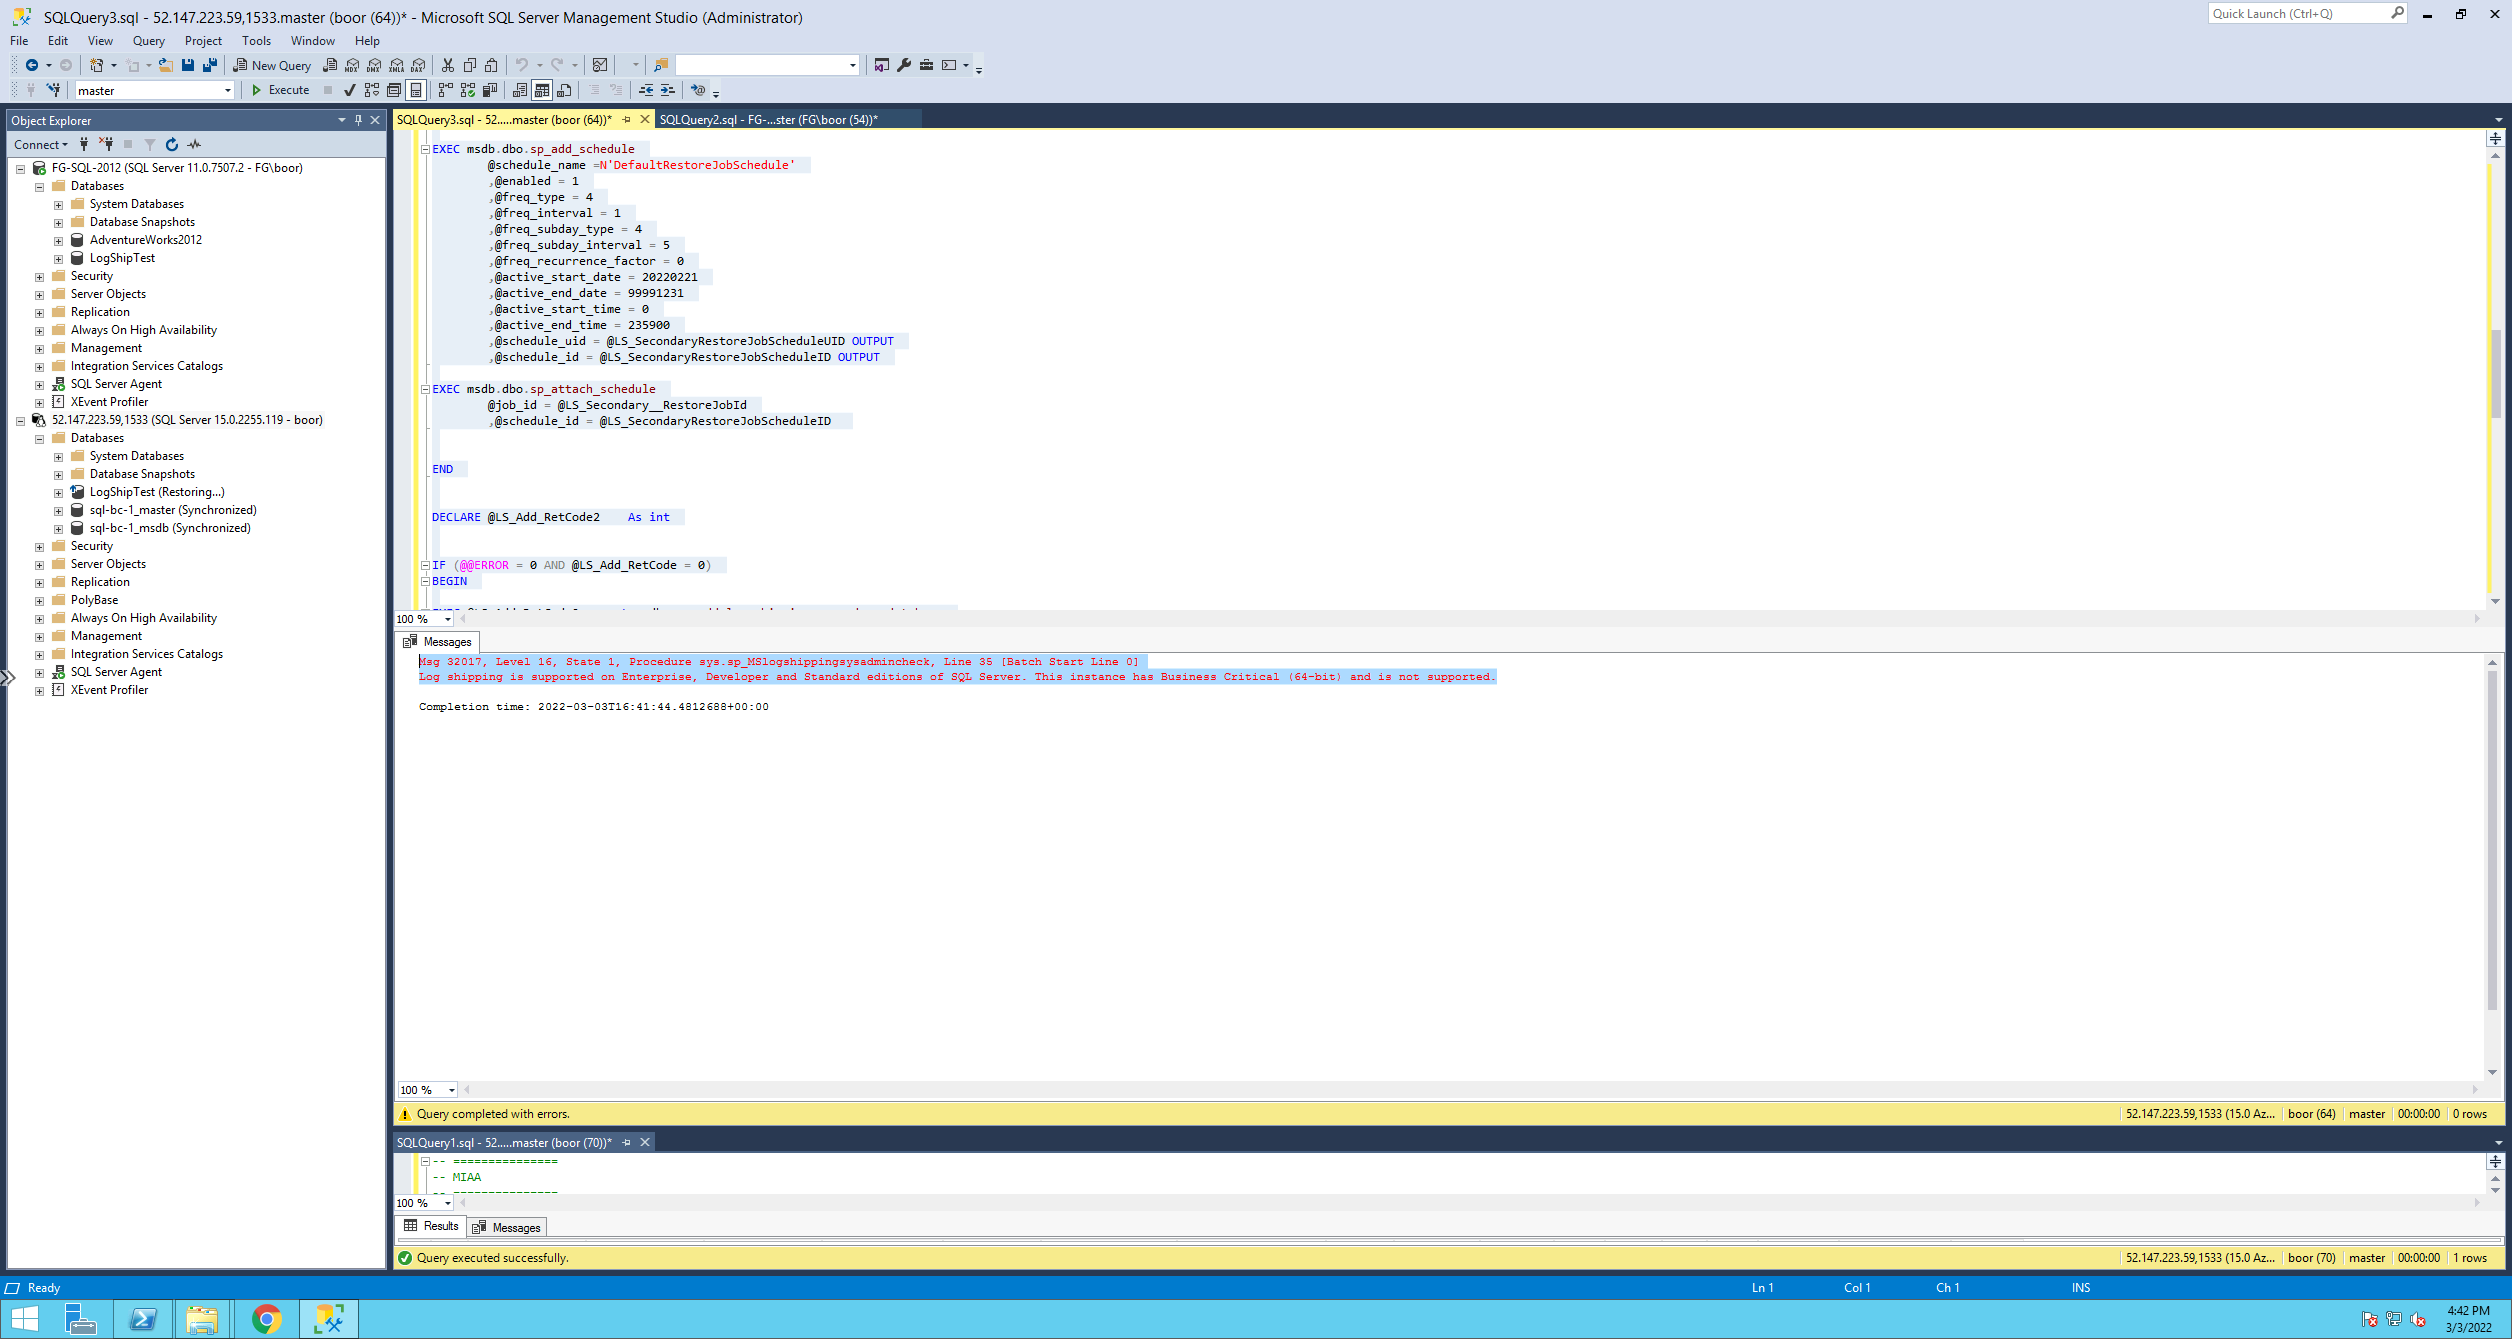 SQLQuery3.sql - 52.147.223.59,1533.master (boor (64))* - Microsoft SQL Server Management Studio (Administrator)
Quick Launch (Ctrl+Q)
File Edit View Query Project Tools Window Help
New Query
MDX DMX XMLA DAX
master
Execute
Object Explorer
Connect
FG-SQL-2012 (SQL Server 11.0.7507.2 - FG\boor)
Databases
System Databases
Database Snapshots
AdventureWorks2012
LogShipTest
Security
Server Objects
Replication
Always On High Availability
Management
Integration Services Catalogs
SQL Server Agent
XEvent Profiler
52.147.223.59,1533 (SQL Server 15.0.2255.119 - boor)
Databases
System Databases
Database Snapshots
LogShipTest (Restoring...)
sql-bc-1_master (Synchronized)
sql-bc-1_msdb (Synchronized)
Security
Server Objects
Replication
PolyBase
Always On High Availability
Management
Integration Services Catalogs
SQL Server Agent
XEvent Profiler
SQLQuery3.sql - 52.....master (boor (64))*
SQLQuery2.sql - FG-...ster (FG\boor (54))*
EXEC msdb.dbo.sp_add_schedule
@schedule_name =N'DefaultRestoreJobSchedule'
,@enabled = 1
,@freq_type = 4
,@freq_interval = 1
,@freq_subday_type = 4
,@freq_subday_interval = 5
,@freq_recurrence_factor = 0
,@active_start_date = 20220221
,@active_end_date = 99991231
,@active_start_time = 0
,@active_end_time = 235900
,@schedule_uid = @LS_SecondaryRestoreJobScheduleUID OUTPUT
,@schedule_id = @LS_SecondaryRestoreJobScheduleID OUTPUT
EXEC msdb.dbo.sp_attach_schedule
@job_id = @LS_Secondary__RestoreJobId
,@schedule_id = @LS_SecondaryRestoreJobScheduleID
END
DECLARE @LS_Add_RetCode2 As int
IF (@@ERROR = 0 AND @LS_Add_RetCode = 0)
BEGIN
100 %
Messages
Msg 32017, Level 16, State 1, Procedure sys.sp_MSlogshippingsysadmincheck, Line 35 [Batch Start Line 0]
Log shipping is supported on Enterprise, Developer and Standard editions of SQL Server. This instance has Business Critical (64-bit) and is not supported.
Completion time: 2022-03-03T16:41:44.4812688+00:00
100 %
Query completed with errors.
52.147.223.59,1533 (15.0 Az... boor (64) master 00:00:00 0 rows
SQLQuery1.sql - 52.....master (boor (70))*
-- ===============
-- MIAA
-- ===============
100 %
Results Messages
Query executed successfully.
52.147.223.59,1533 (15.0 Az... boor (70) master 00:00:00 1 rows
Ready
Ln 1 Col 1 Ch 1 INS
4:42 PM
3/3/2022